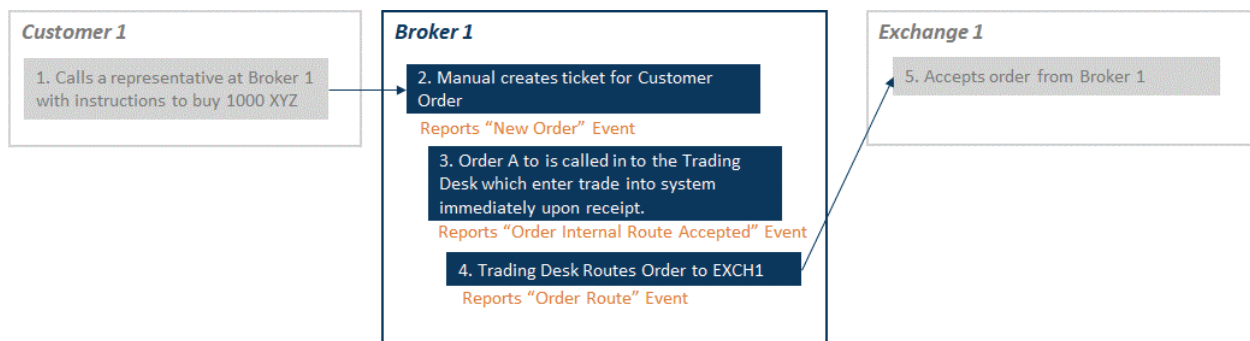 Customer 1
1. Calls a representative at Broker 1
with instructions to buy 1000 XYZ
Broker 1
2. Manual creates ticket for Customer
Order
Reports “New Order” Event
3. Order A to is called in to the Trading
Desk which enter trade into system
immediately upon receipt.
Reports “Order Internal Route Accepted” Event
4. Trading Desk Routes Order to EXCH1
Reports “Order Route” Event
Exchange 1
5. Accepts order from Broker 1